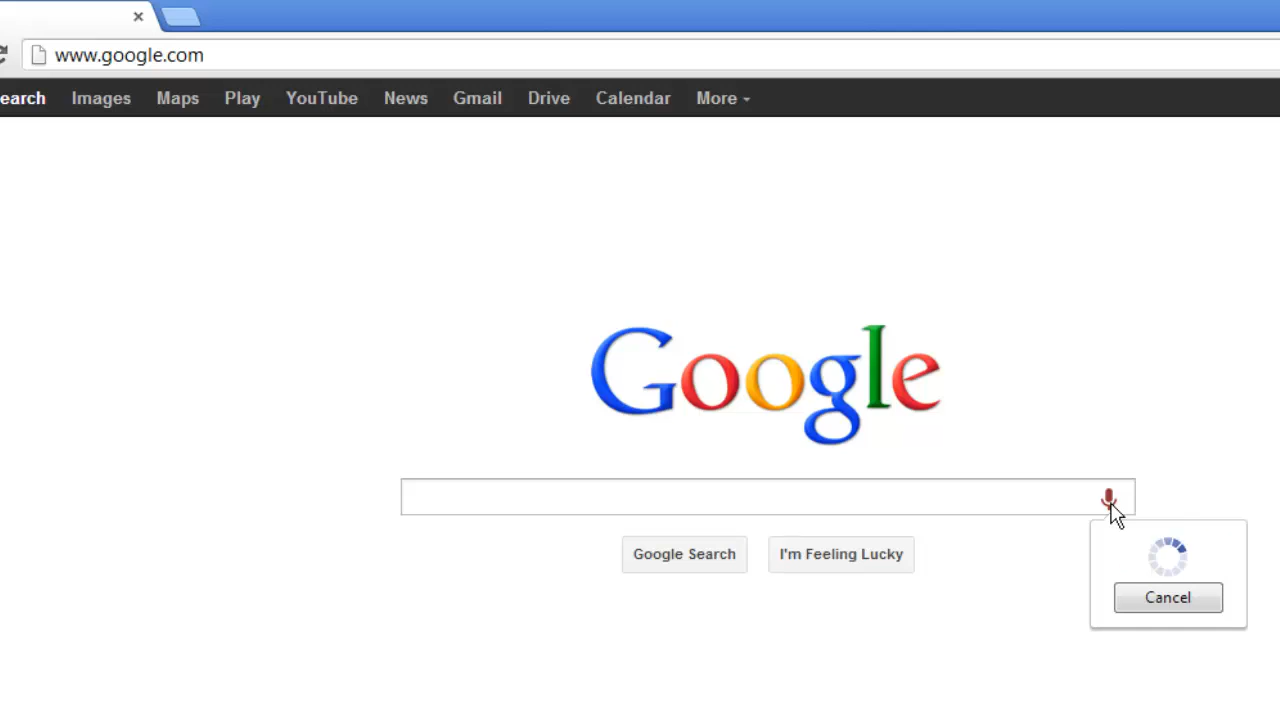 www.google.com
earch Images Maps Play YouTube News Gmail Drive Calendar More
Google
Google Search I'm Feeling Lucky
Cancel